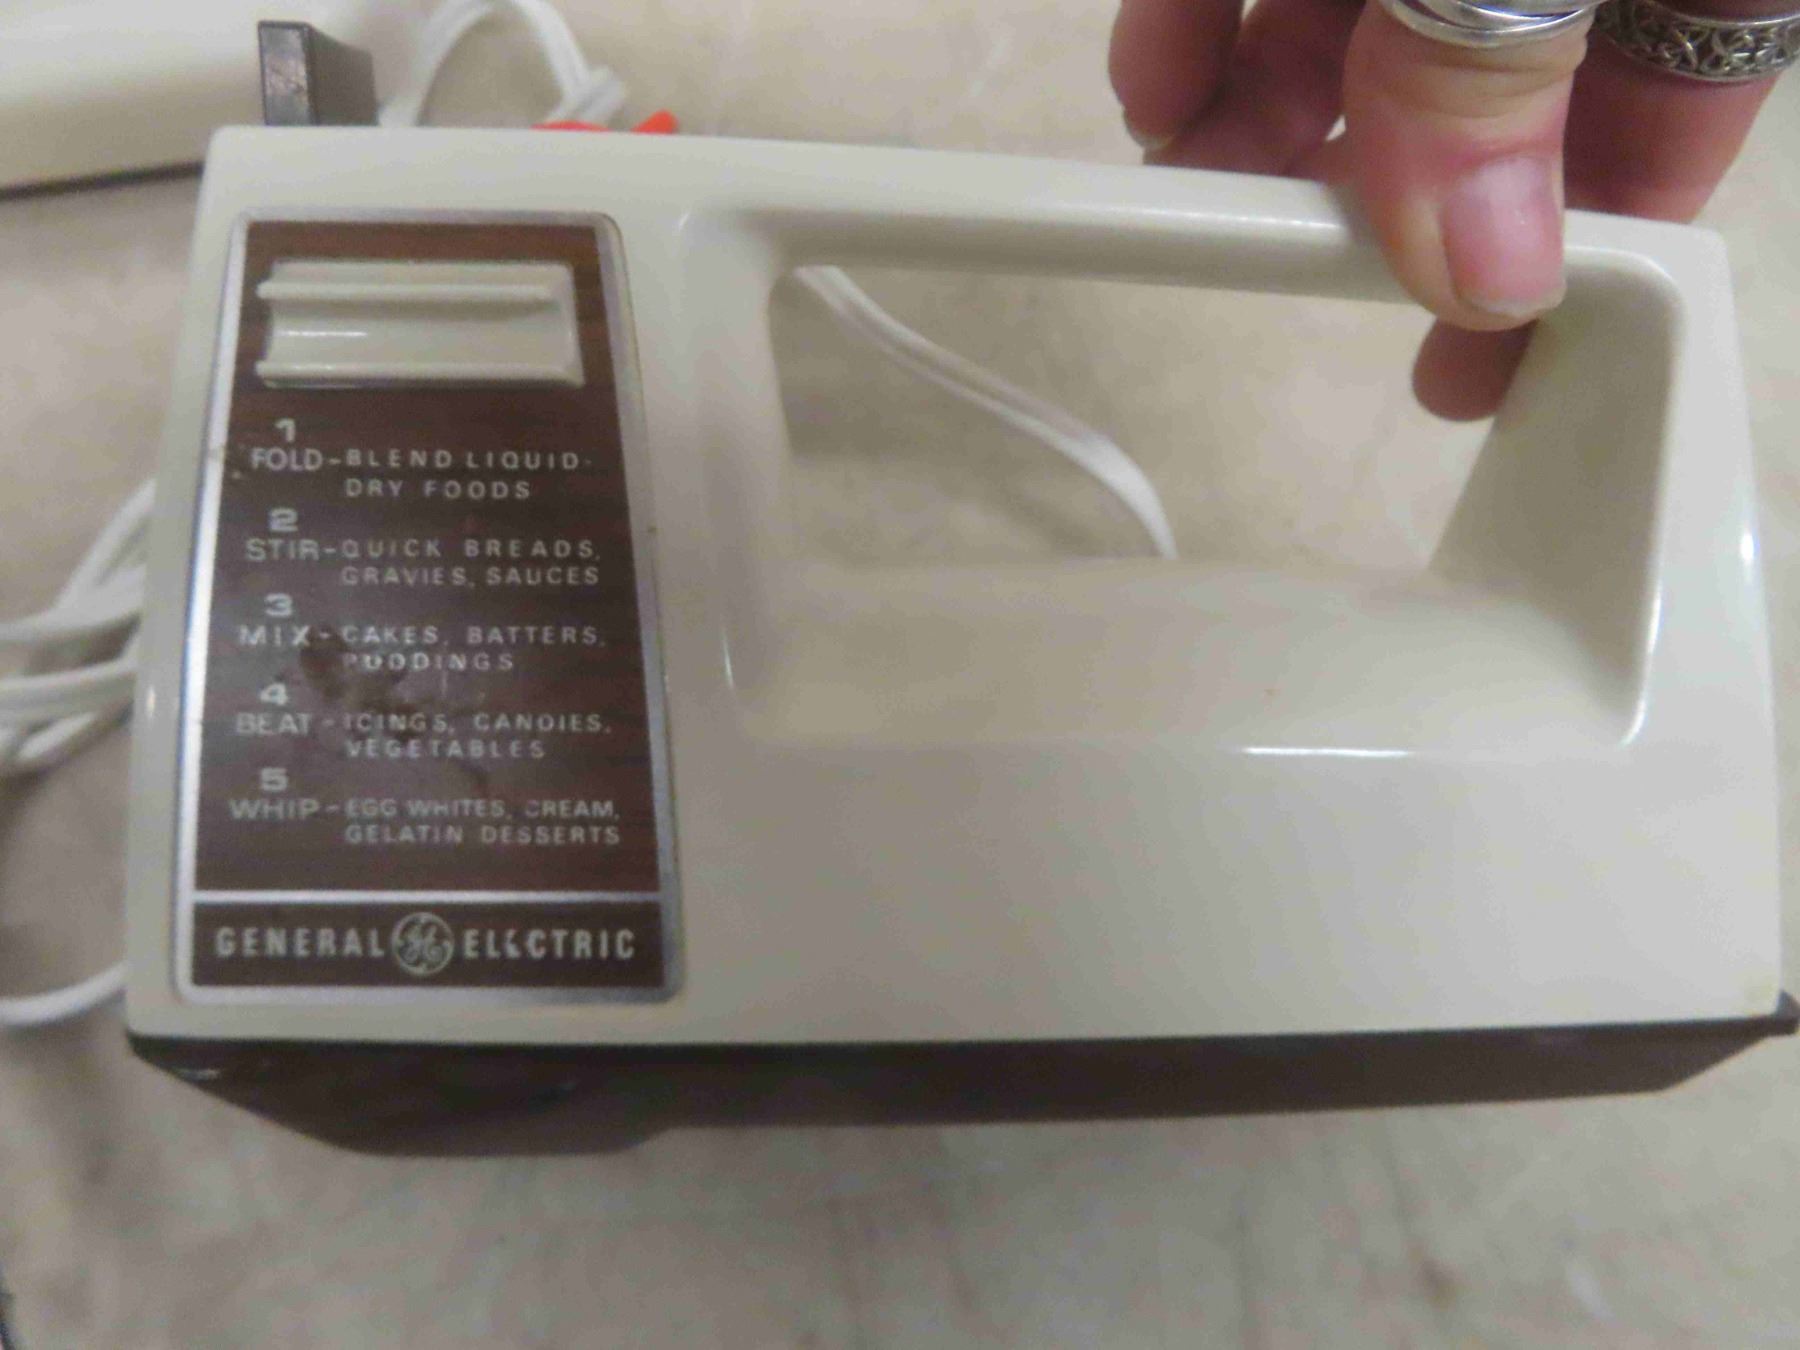 1
FOLD-BLEND LIQUID-
DRY FOODS
2
STIR-QUICK BREADS,
GRAVIES, SAUCES
3
MIX-CAKES, BATTERS,
PUDDINGS
4
BEAT-ICINGS, CANDIES,
VEGETABLES
5
WHIP-EGG WHITES, CREAM,
GELATIN DESSERTS
GENERAL GE ELECTRIC